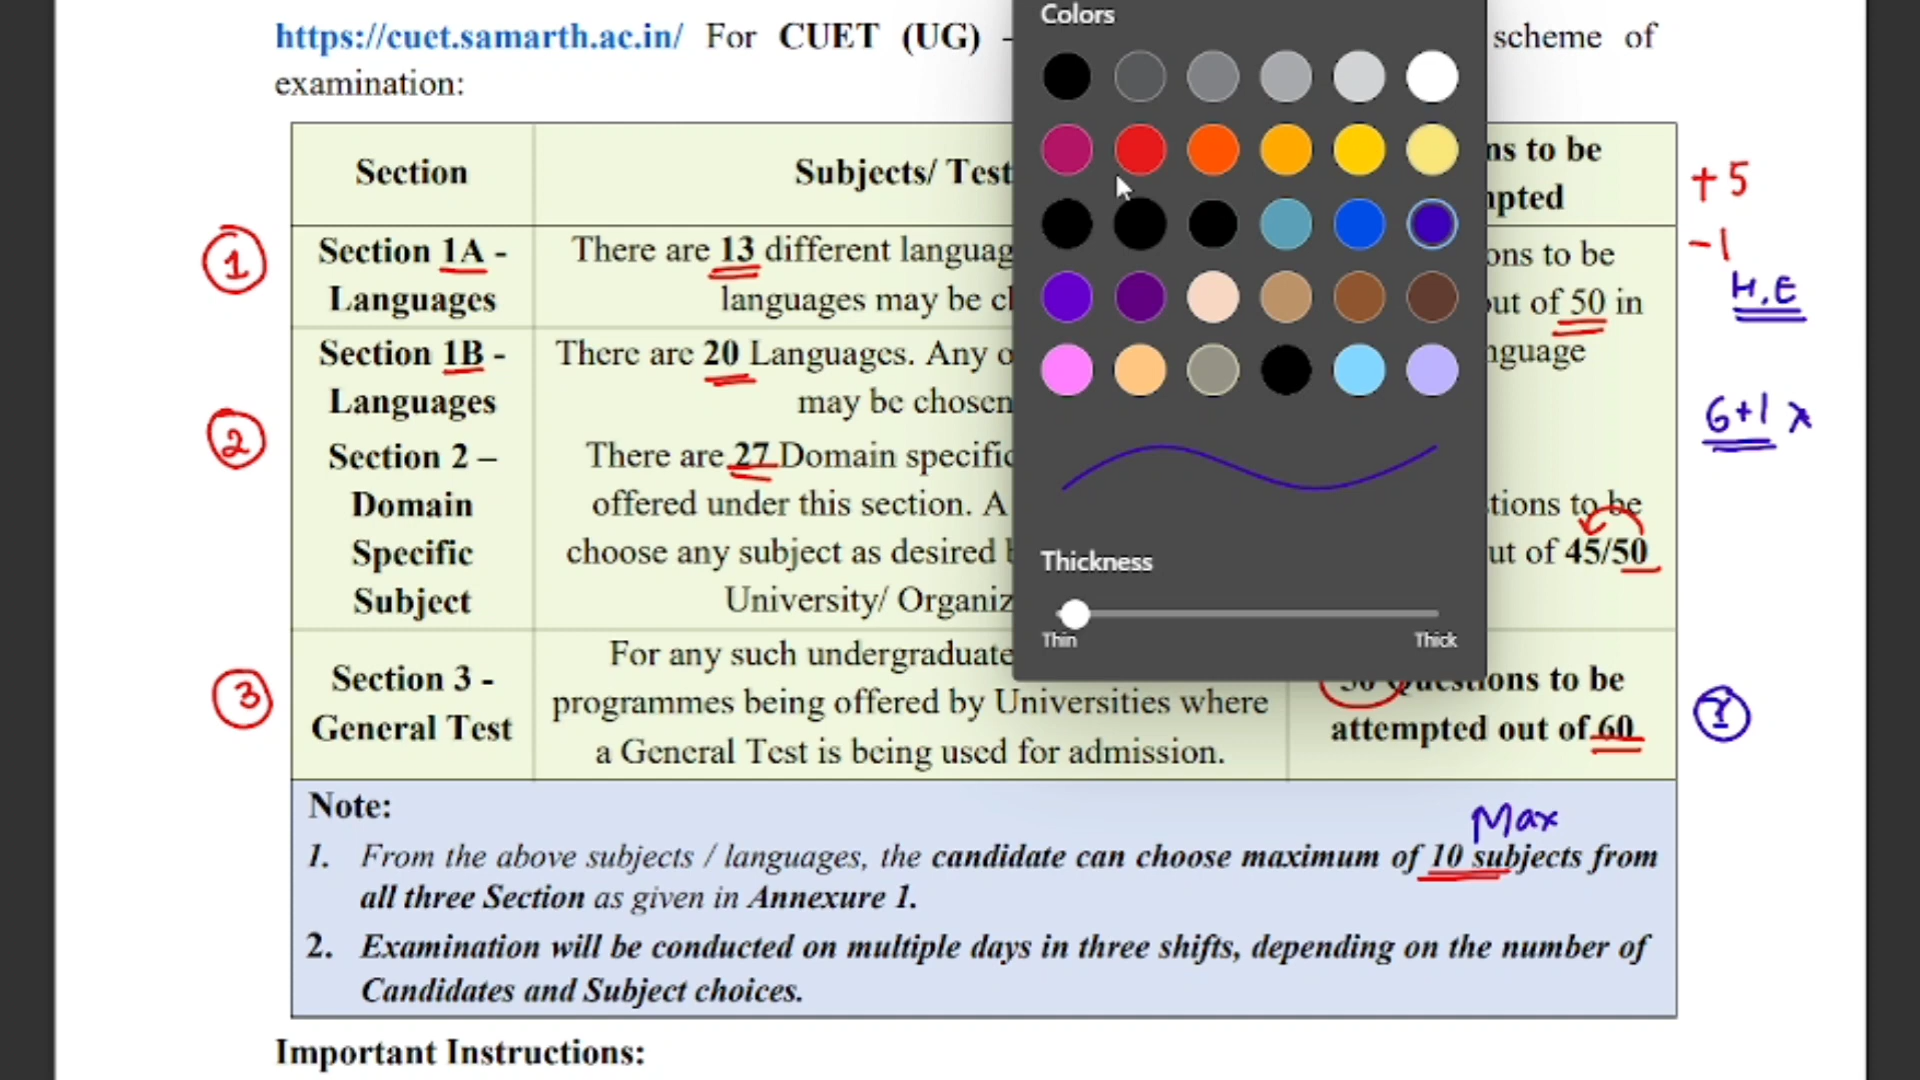 https://cuet.samarth.ac.in/ For CUET (UG) - scheme of
examination:
Section
Subjects/ Test
ns to be
pted
+5
-1
1
Section 1A -
Languages
There are 13 different languag
languages may be c
ons to be
ut of 50 in
nguage
H.E
Section 1B -
Languages
There are 20 Languages. Any o
may be chosen
6+1 x
2
Section 2 –
Domain
Specific
Subject
There are 27 Domain specific
offered under this section. A
choose any subject as desired b
University/ Organiz
tions to be
ut of 45/50
3
Section 3 -
General Test
For any such undergraduate
programmes being offered by Universities where
a General Test is being used for admission.
Questions to be
attempted out of 60
Max
Note:
1. From the above subjects / languages, the candidate can choose maximum of 10 subjects from
all three Section as given in Annexure 1.
2. Examination will be conducted on multiple days in three shifts, depending on the number of
Candidates and Subject choices.
Important Instructions:
Colors
Thickness
Thin
Thick